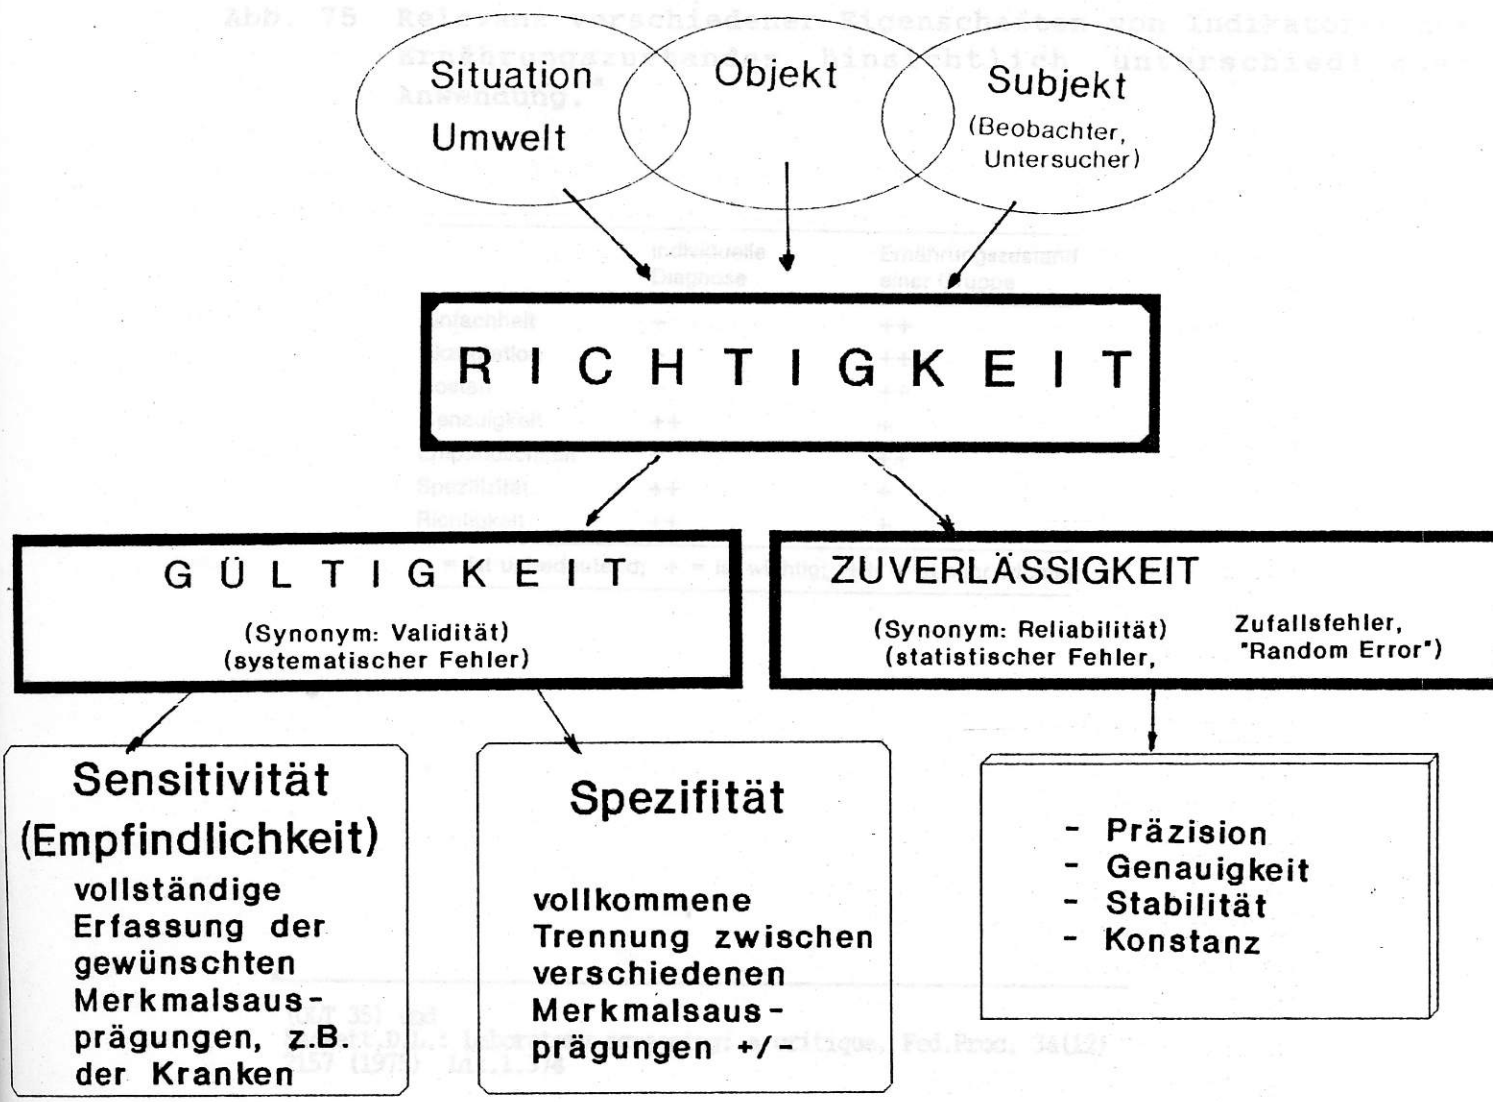 Situation
Umwelt
Objekt
Subjekt
(Beobachter,
Untersucher)
RICHTIGKEIT
GÜLTIGKEIT
(Synonym: Validität)
(systematischer Fehler)
ZUVERLÄSSIGKEIT
(Synonym: Reliabilität) Zufallsfehler,
(statistischer Fehler, "Random Error")
Sensitivität
(Empfindlichkeit)
vollständige
Erfassung der
gewünschten
Merkmalsaus-
prägungen, z.B.
der Kranken
Spezifität
vollkommene
Trennung zwischen
verschiedenen
Merkmalsaus-
prägungen +/-
- Präzision
- Genauigkeit
- Stabilität
- Konstanz